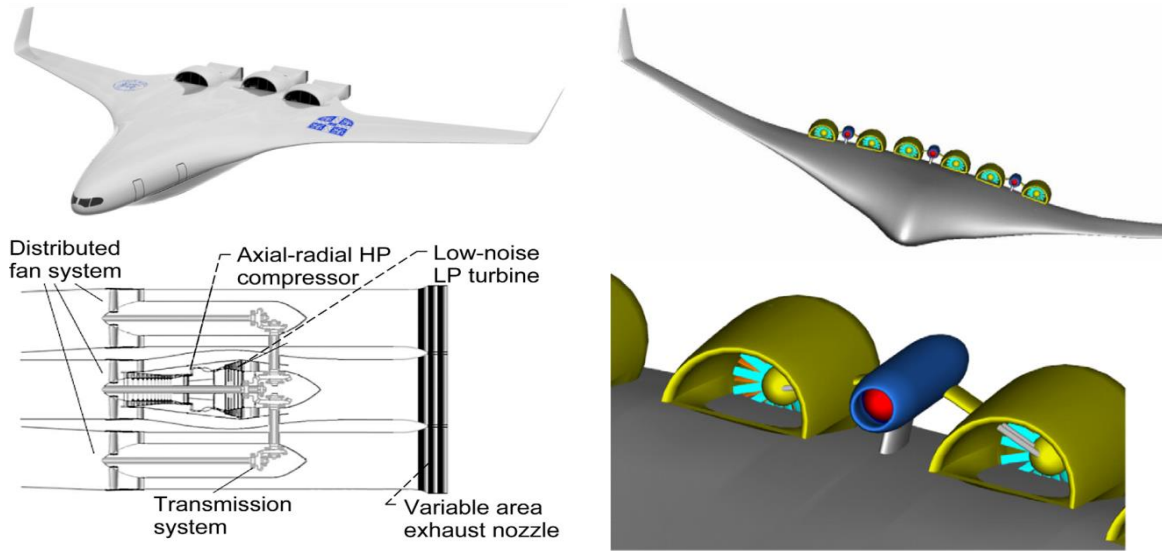 Distributed
fan system
Axial-radial HP
compressor
Low-noise
LP turbine
Transmission
system
Variable area
exhaust nozzle